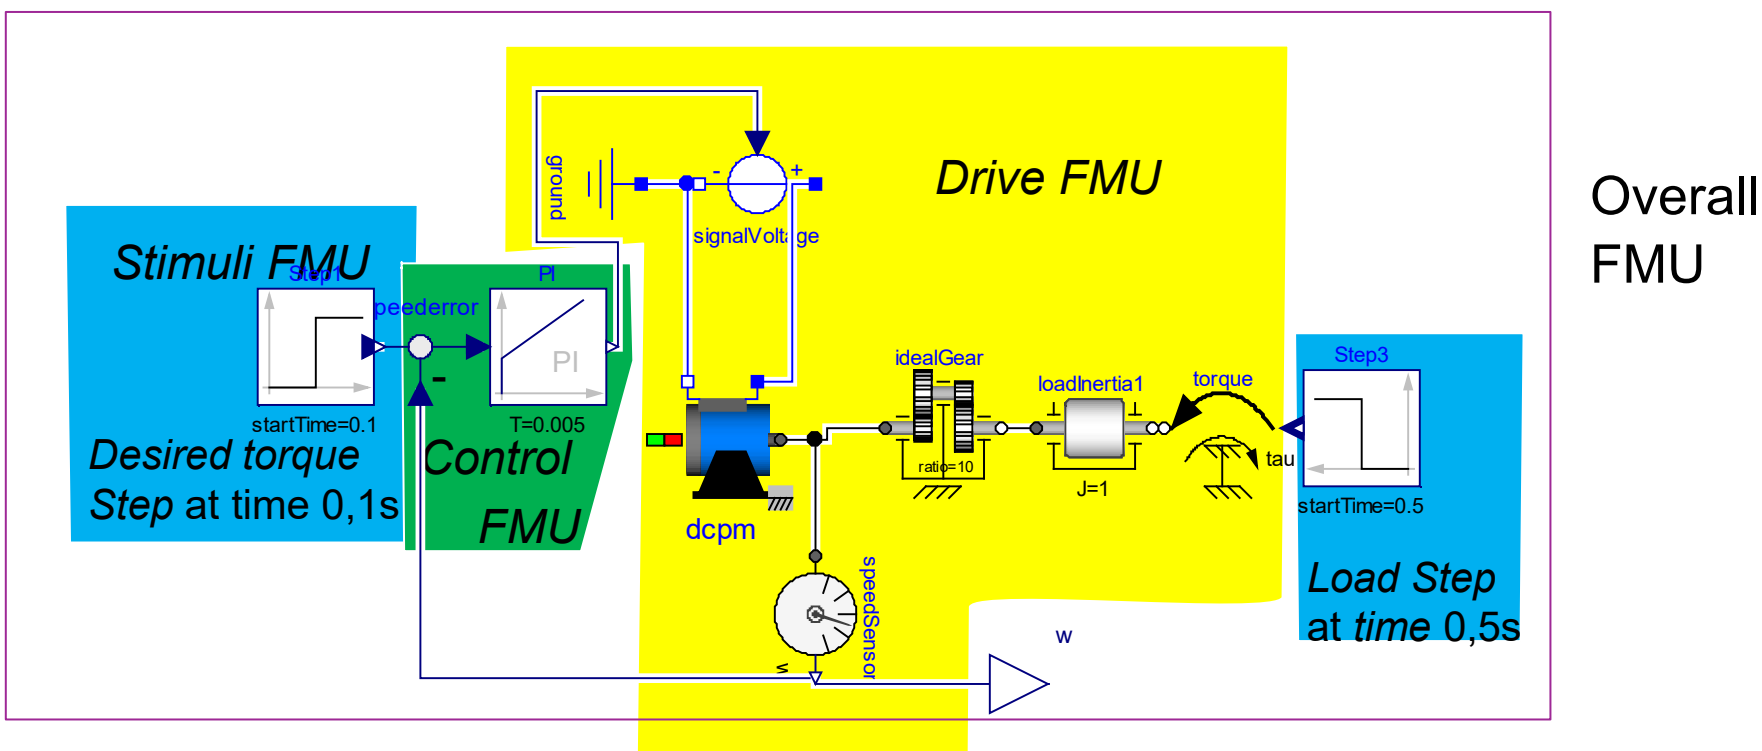 Overall
FMU
Drive FMU
ground
-
+
signalVoltage
Stimuli FMU
Step1
peederror
PI
PI
-
startTime=0.1
T=0.005
Desired torque
Step at time 0,1s
Control
FMU
dcpm
idealGear
ratio=10
loadInertia1
J=1
torque
tau
Step3
startTime=0.5
Load Step
at time 0,5s
speedSensor
w
w